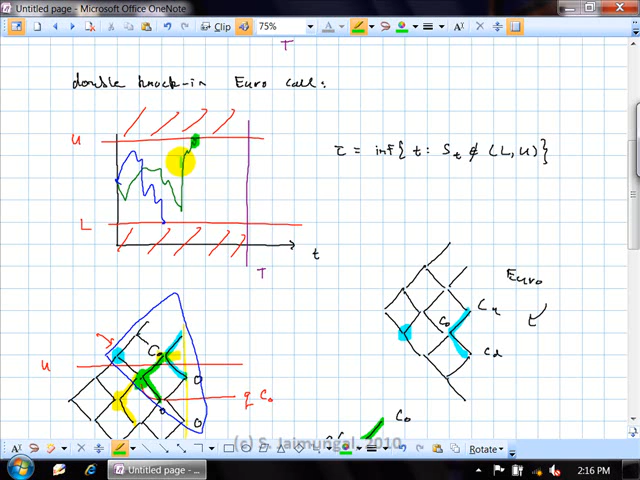 Untitled page - Microsoft Office OneNote
Clip
75%
T
double knock-in Euro call:
U
τ = inf{ t: S_t ∉ (L, U)}
L
t
T
Euro
C_u
C_0
t
C_d
C_0
U
0
q C_0
0
0
C_0
(c) S. Jaimungal, 2010
Rotate
Untitled page - Micr...
2:16 PM